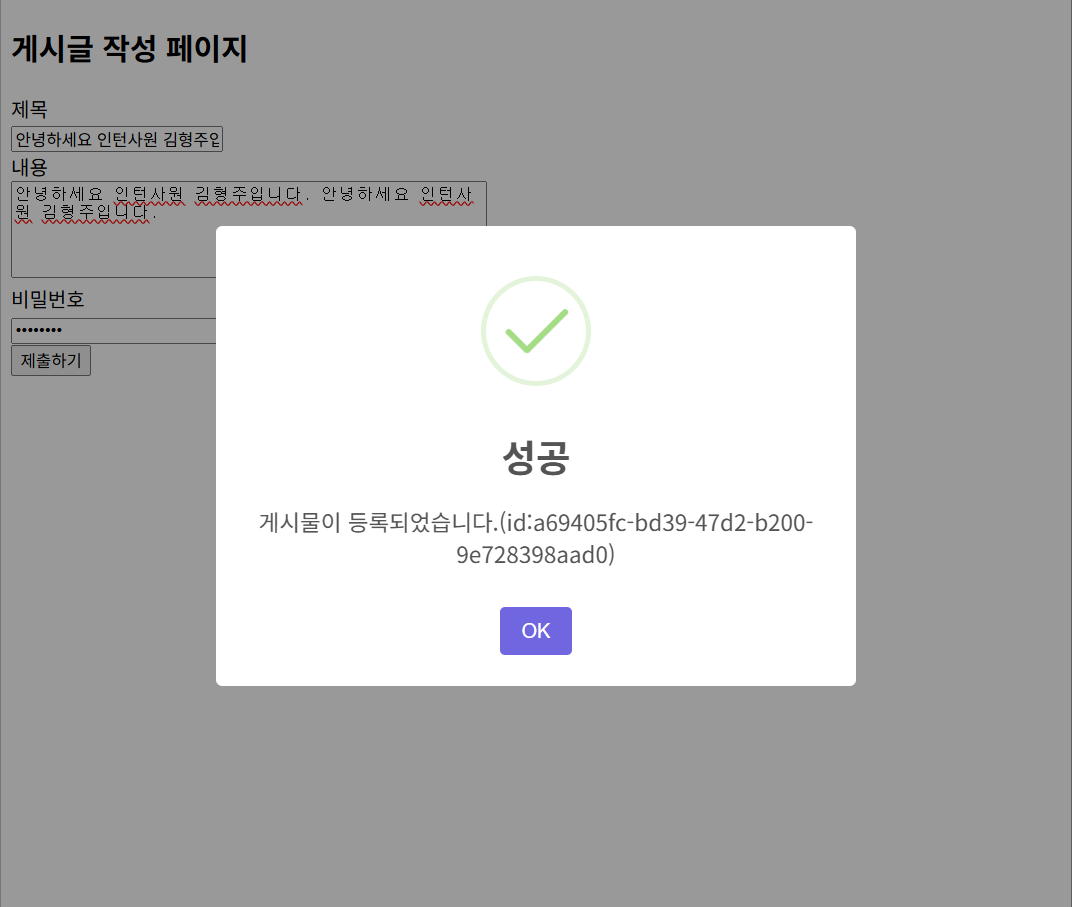 게시글 작성 페이지
제목
안녕하세요 인턴사원 김형주입
내용
안녕하세요 인턴사원 김형주입니다. 안녕하세요 인턴사
원 김형주입니다.
비밀번호
••••••••
제출하기
성공
게시물이 등록되었습니다.(id:a69405fc-bd39-47d2-b200-
9e728398aad0)
OK